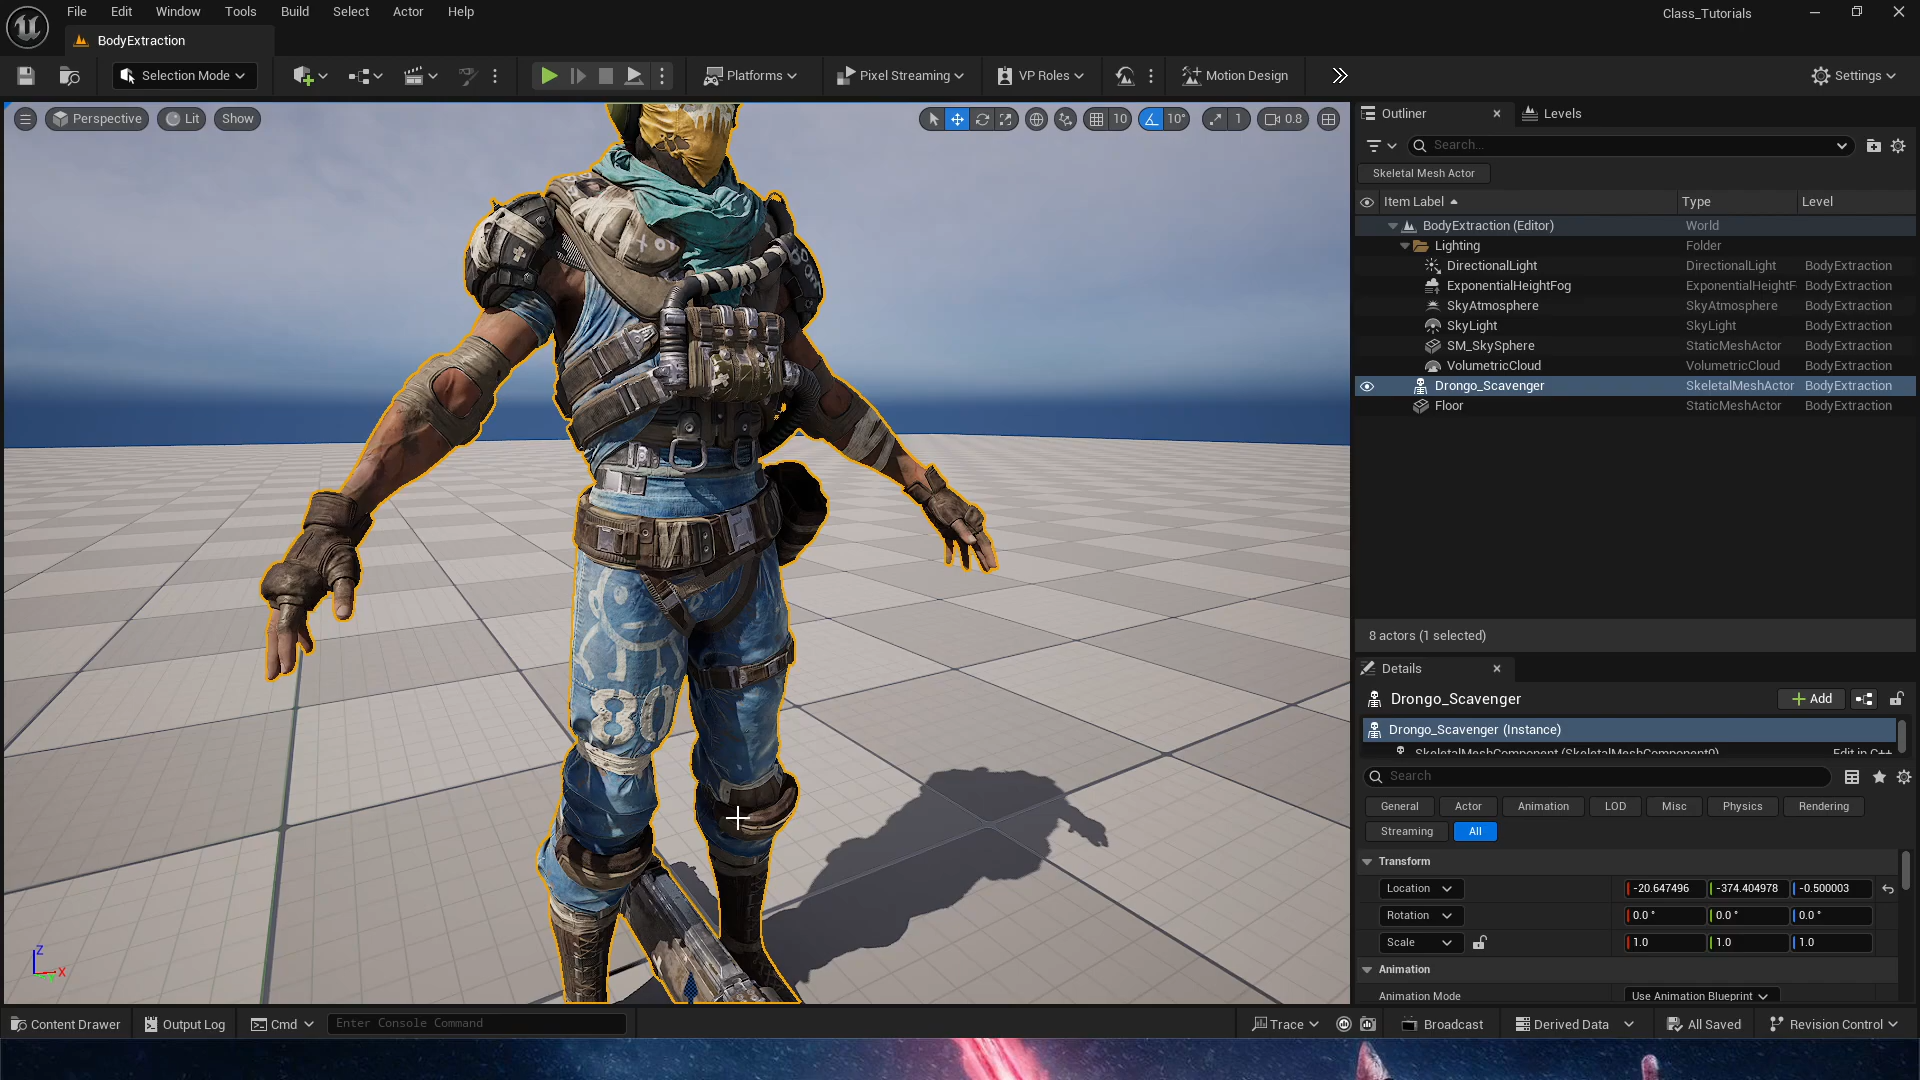 File Edit Window Tools Build Select Actor Help
Class_Tutorials
BodyExtraction
Selection Mode
Platforms
Pixel Streaming
VP Roles
Motion Design
Settings
Perspective
Lit
Show
10
10°
1
0.8
Outliner
Levels
Search...
Skeletal Mesh Actor
Item Label Type Level
BodyExtraction (Editor) World
Lighting Folder
DirectionalLight DirectionalLight BodyExtraction
ExponentialHeightFog ExponentialHeightF BodyExtraction
SkyAtmosphere SkyAtmosphere BodyExtraction
SkyLight SkyLight BodyExtraction
SM_SkySphere StaticMeshActor BodyExtraction
VolumetricCloud VolumetricCloud BodyExtraction
Drongo_Scavenger SkeletalMeshActor BodyExtraction
Floor StaticMeshActor BodyExtraction
8 actors (1 selected)
Details
Drongo_Scavenger
Add
Drongo_Scavenger (Instance)
SkeletalMeshComponent (SkeletalMeshComponent0) Edit in C++
Search
General Actor Animation LOD Misc Physics Rendering
Streaming All
Transform
Location -20.647496 -374.404978 -0.500003
Rotation 0.0 ° 0.0 ° 0.0 °
Scale 1.0 1.0 1.0
Animation
Animation Mode Use Animation Blueprint
80
Z
X
Content Drawer
Output Log
Cmd
Enter Console Command
Trace
Broadcast
Derived Data
All Saved
Revision Control